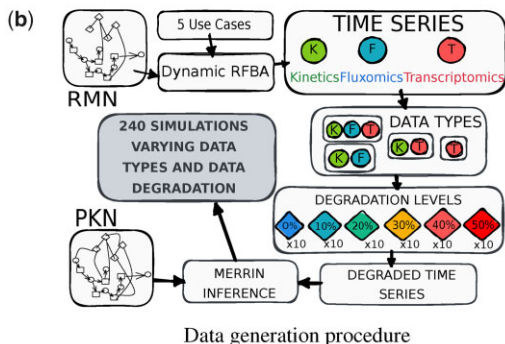 (b)
5 Use Cases
Dynamic RFBA
RMN
TIME SERIES
K F T
Kinetics Fluxomics Transcriptomics
DATA TYPES
K F T
K T
T
K F
240 SIMULATIONS
VARYING DATA
TYPES AND DATA
DEGRADATION
DEGRADATION LEVELS
0% 10% 20% 30% 40% 50%
x10 x10 x10 x10 x10 x10
PKN
MERRIN
INFERENCE
DEGRADED TIME
SERIES
Data generation procedure